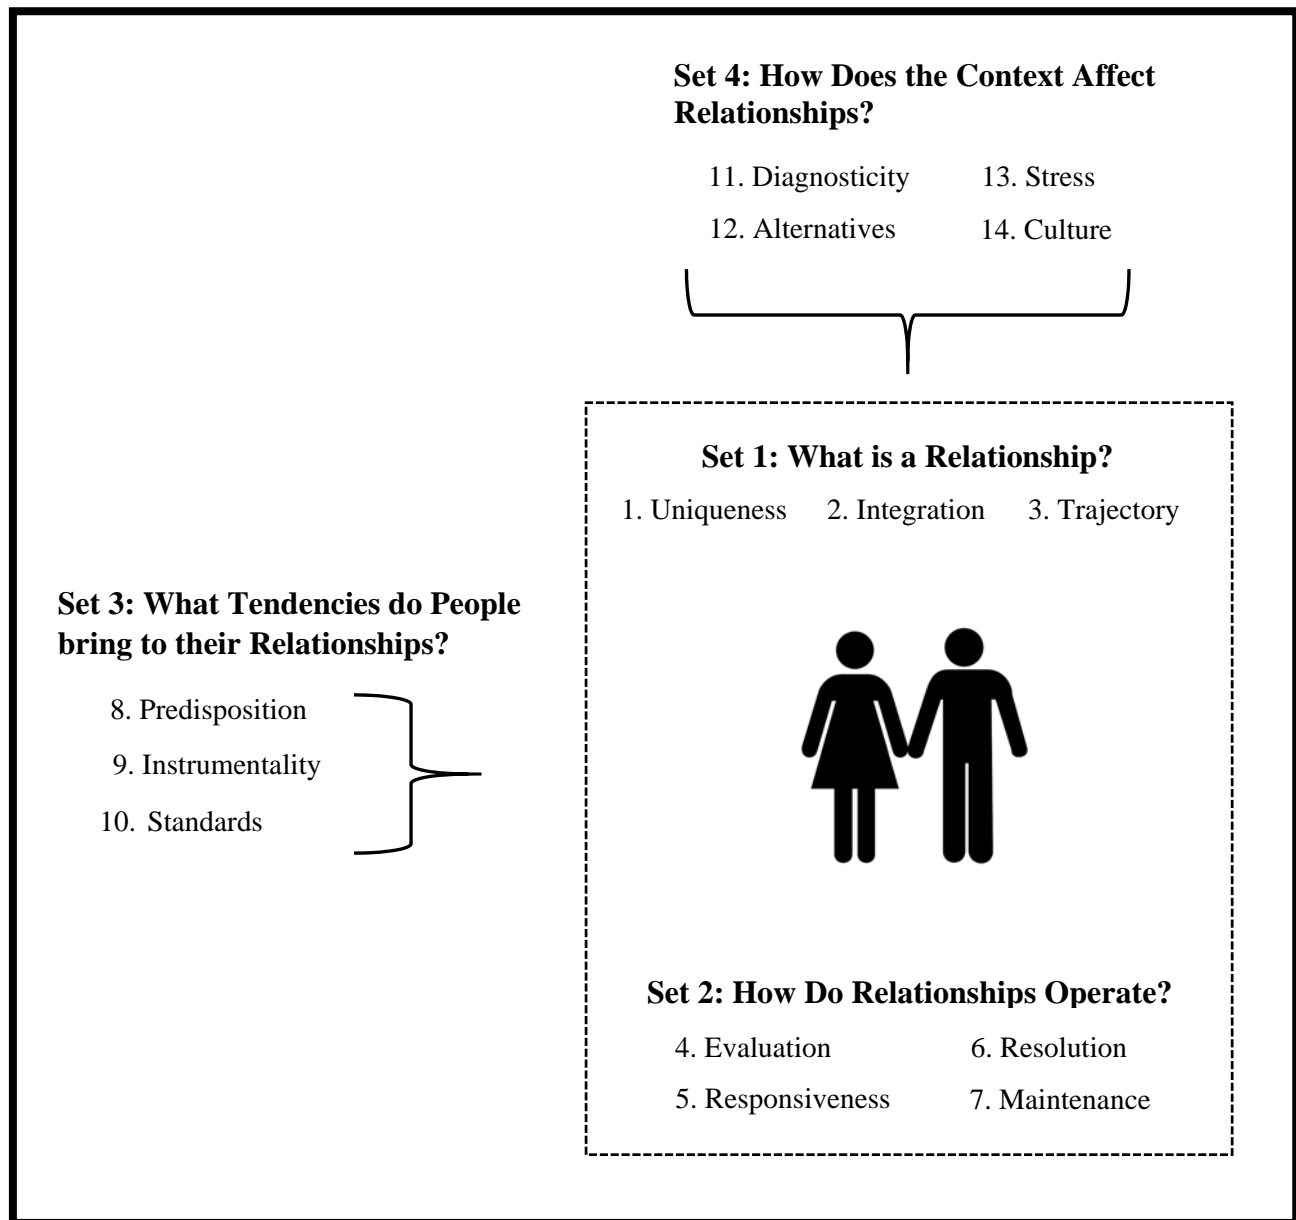 Set 4: How Does the Context Affect
Relationships?
11. Diagnosticity
13. Stress
12. Alternatives
14. Culture
Set 1: What is a Relationship?
1. Uniqueness
2. Integration
3. Trajectory
Set 3: What Tendencies do People
bring to their Relationships?
8. Predisposition
9. Instrumentality
10. Standards
Set 2: How Do Relationships Operate?
4. Evaluation
6. Resolution
5. Responsiveness
7. Maintenance